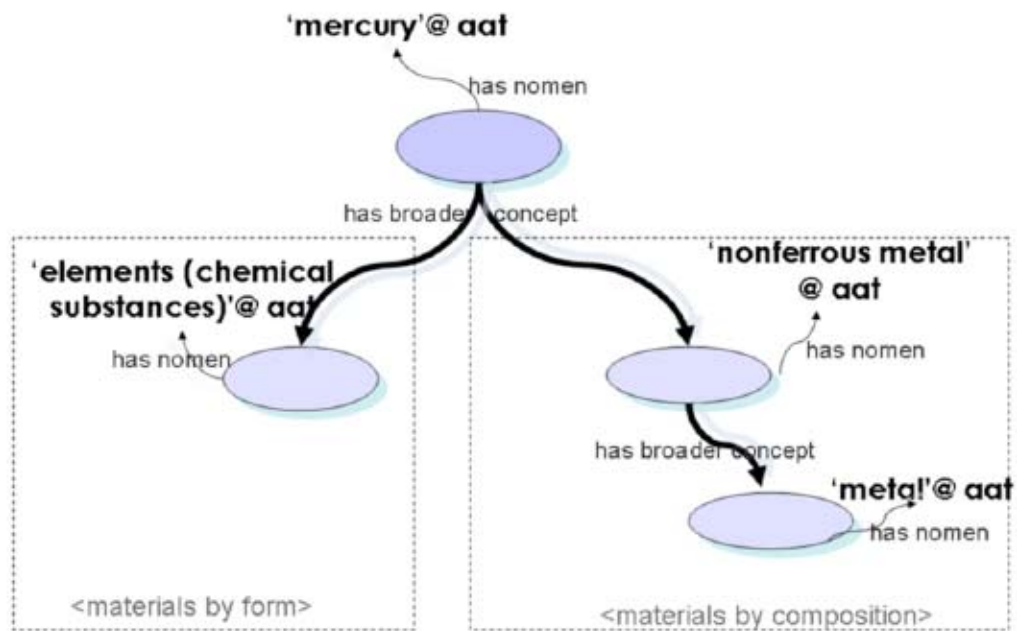 ‘mercury’@ aat
has nomen
has broader concept
‘elements (chemical
substances)’@ aat
has nomen
‘nonferrous metal’
@ aat
has nomen
has broader concept
‘metal’@ aat
has nomen
<materials by form>
<materials by composition>